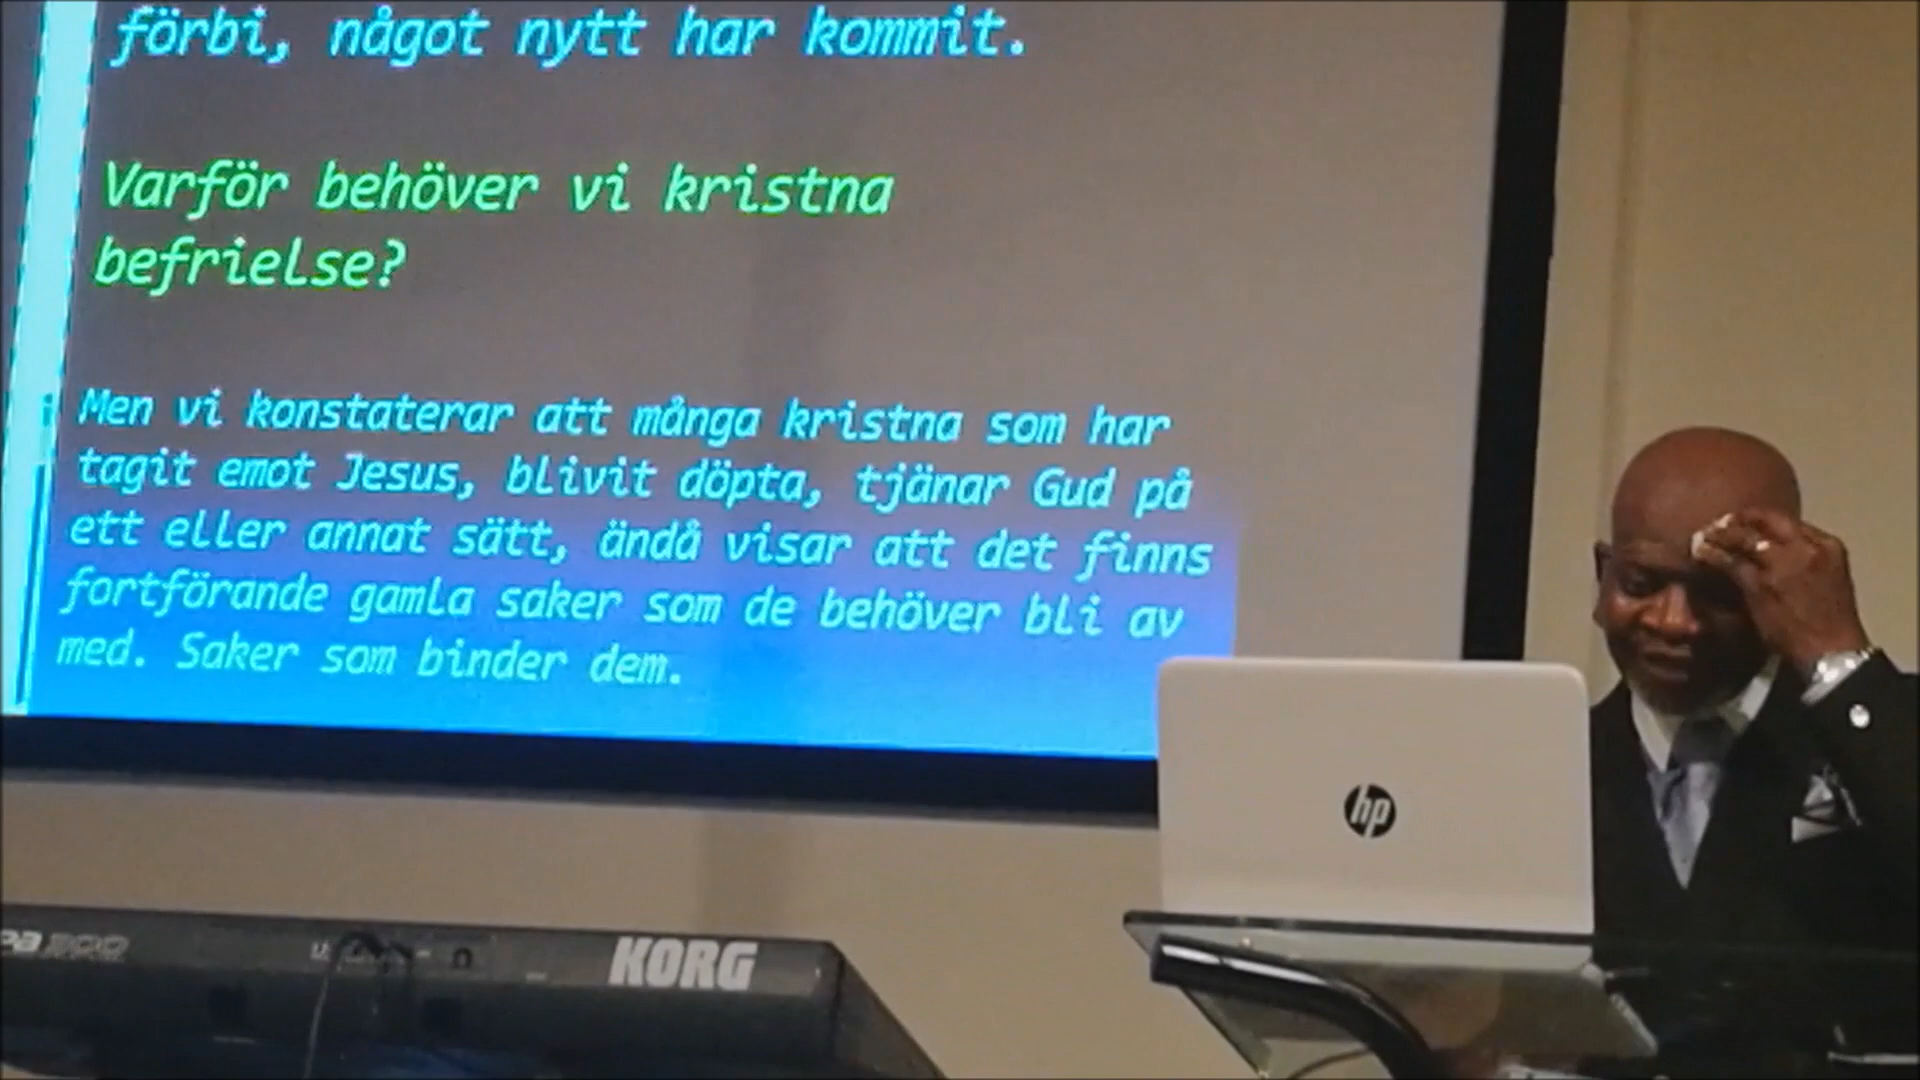 förbi, något nytt har kommit.
Varför behöver vi kristna
befrielse?
Men vi konstaterar att många kristna som har
tagit emot Jesus, blivit döpta, tjänar Gud på
ett eller annat sätt, ändå visar att det finns
fortförande gamla saker som de behöver bli av
med. Saker som binder dem.
hp
KORG